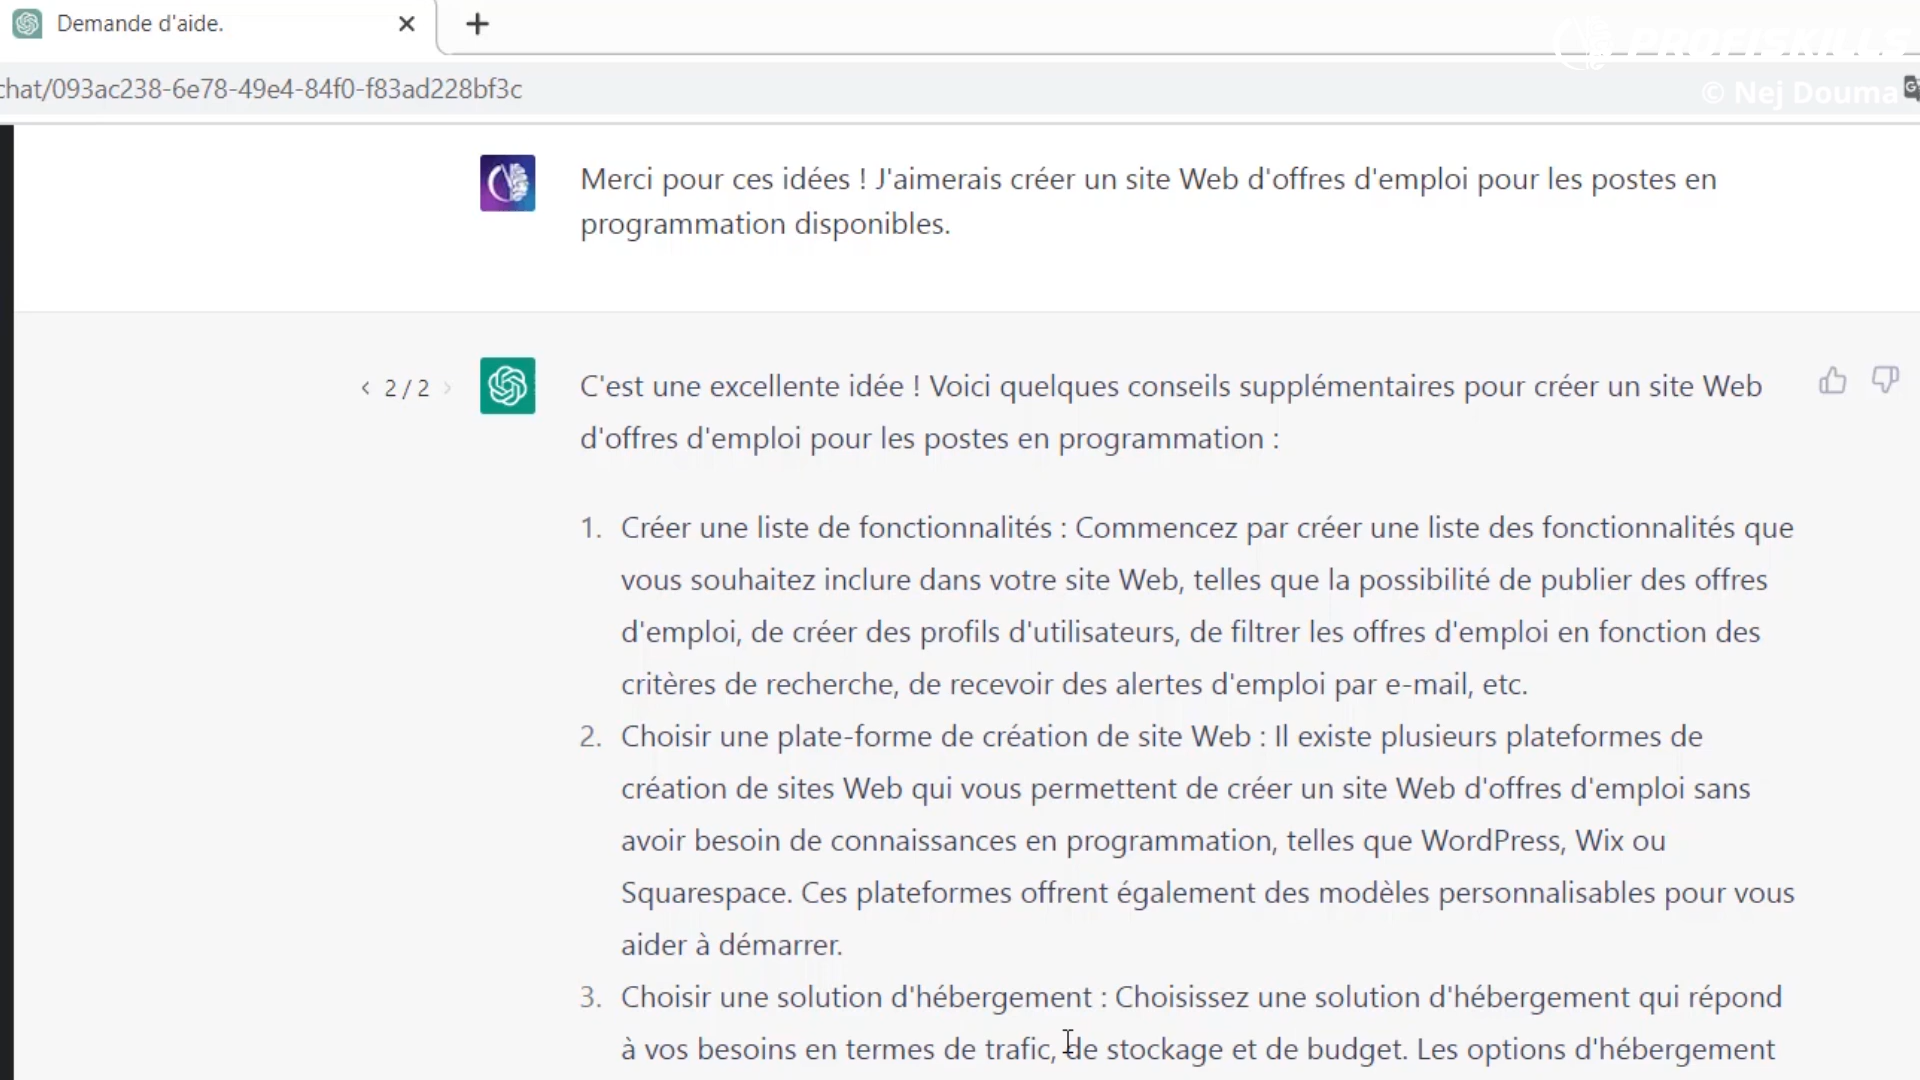 Demande d'aide.
PROFISKILLS
chat/093ac238-6e78-49e4-84f0-f83ad228bf3c
© Nej Douma
Merci pour ces idées ! J'aimerais créer un site Web d'offres d'emploi pour les postes en
programmation disponibles.
2 / 2
C'est une excellente idée ! Voici quelques conseils supplémentaires pour créer un site Web
d'offres d'emploi pour les postes en programmation :
1. Créer une liste de fonctionnalités : Commencez par créer une liste des fonctionnalités que
vous souhaitez inclure dans votre site Web, telles que la possibilité de publier des offres
d'emploi, de créer des profils d'utilisateurs, de filtrer les offres d'emploi en fonction des
critères de recherche, de recevoir des alertes d'emploi par e-mail, etc.
2. Choisir une plate-forme de création de site Web : Il existe plusieurs plateformes de
création de sites Web qui vous permettent de créer un site Web d'offres d'emploi sans
avoir besoin de connaissances en programmation, telles que WordPress, Wix ou
Squarespace. Ces plateformes offrent également des modèles personnalisables pour vous
aider à démarrer.
3. Choisir une solution d'hébergement : Choisissez une solution d'hébergement qui répond
à vos besoins en termes de trafic, de stockage et de budget. Les options d'hébergement